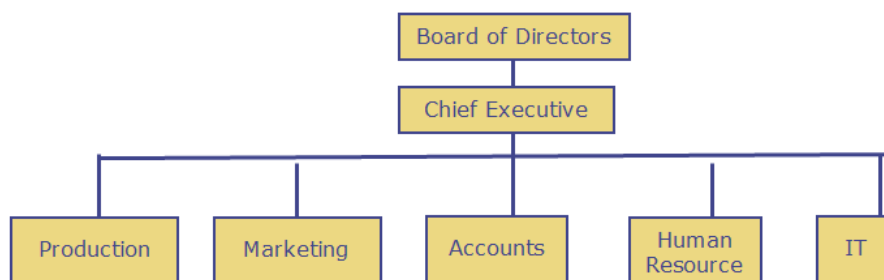 Board of Directors
Chief Executive
Production
Marketing
Accounts
Human
Resource
IT